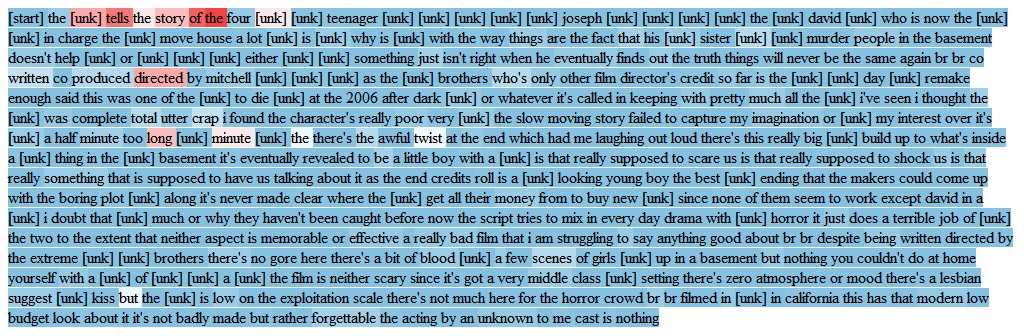 [start] the [unk] tells the story of the four [unk] [unk] teenager [unk] [unk] [unk] [unk] [unk] joseph [unk] [unk] [unk] [unk] the [unk] david [unk] who is now the [unk]
[unk] in charge the [unk] move house a lot [unk] is [unk] why is [unk] with the way things are the fact that his [unk] sister [unk] [unk] murder people in the basement
doesn't help [unk] or [unk] [unk] [unk] either [unk] [unk] something just isn't right when he eventually finds out the truth things will never be the same again br br co
written co produced directed by mitchell [unk] [unk] [unk] as the [unk] brothers who's only other film director's credit so far is the [unk] [unk] day [unk] remake
enough said this was one of the [unk] to die [unk] at the 2006 after dark [unk] or whatever it's called in keeping with pretty much all the [unk] i've seen i thought the
[unk] was complete total utter crap i found the character's really poor very [unk] the slow moving story failed to capture my imagination or [unk] my interest over it's
[unk] a half minute too long [unk] minute [unk] the there's the awful twist at the end which had me laughing out loud there's this really big [unk] build up to what's inside
a [unk] thing in the [unk] basement it's eventually revealed to be a little boy with a [unk] is that really supposed to scare us is that really supposed to shock us is that
really something that is supposed to have us talking about it as the end credits roll is a [unk] looking young boy the best [unk] ending that the makers could come up
with the boring plot [unk] along it's never made clear where the [unk] get all their money from to buy new [unk] since none of them seem to work except david in a
[unk] i doubt that [unk] much or why they haven't been caught before now the script tries to mix in every day drama with [unk] horror it just does a terrible job of [unk]
the two to the extent that neither aspect is memorable or effective a really bad film that i am struggling to say anything good about br br despite being written directed by
the extreme [unk] brothers there's no gore here there's a bit of blood [unk] a few scenes of girls [unk] up in a basement but nothing you couldn't do at home
yourself with a [unk] of [unk] [unk] a [unk] the film is neither scary since it's got a very middle class [unk] setting there's zero atmosphere or mood there's a lesbian
suggest [unk] kiss but the [unk] is low on the exploitation scale there's not much here for the horror crowd br br filmed in [unk] in california this has that modern low
budget look about it it's not badly made but rather forgettable the acting by an unknown to me cast is nothing